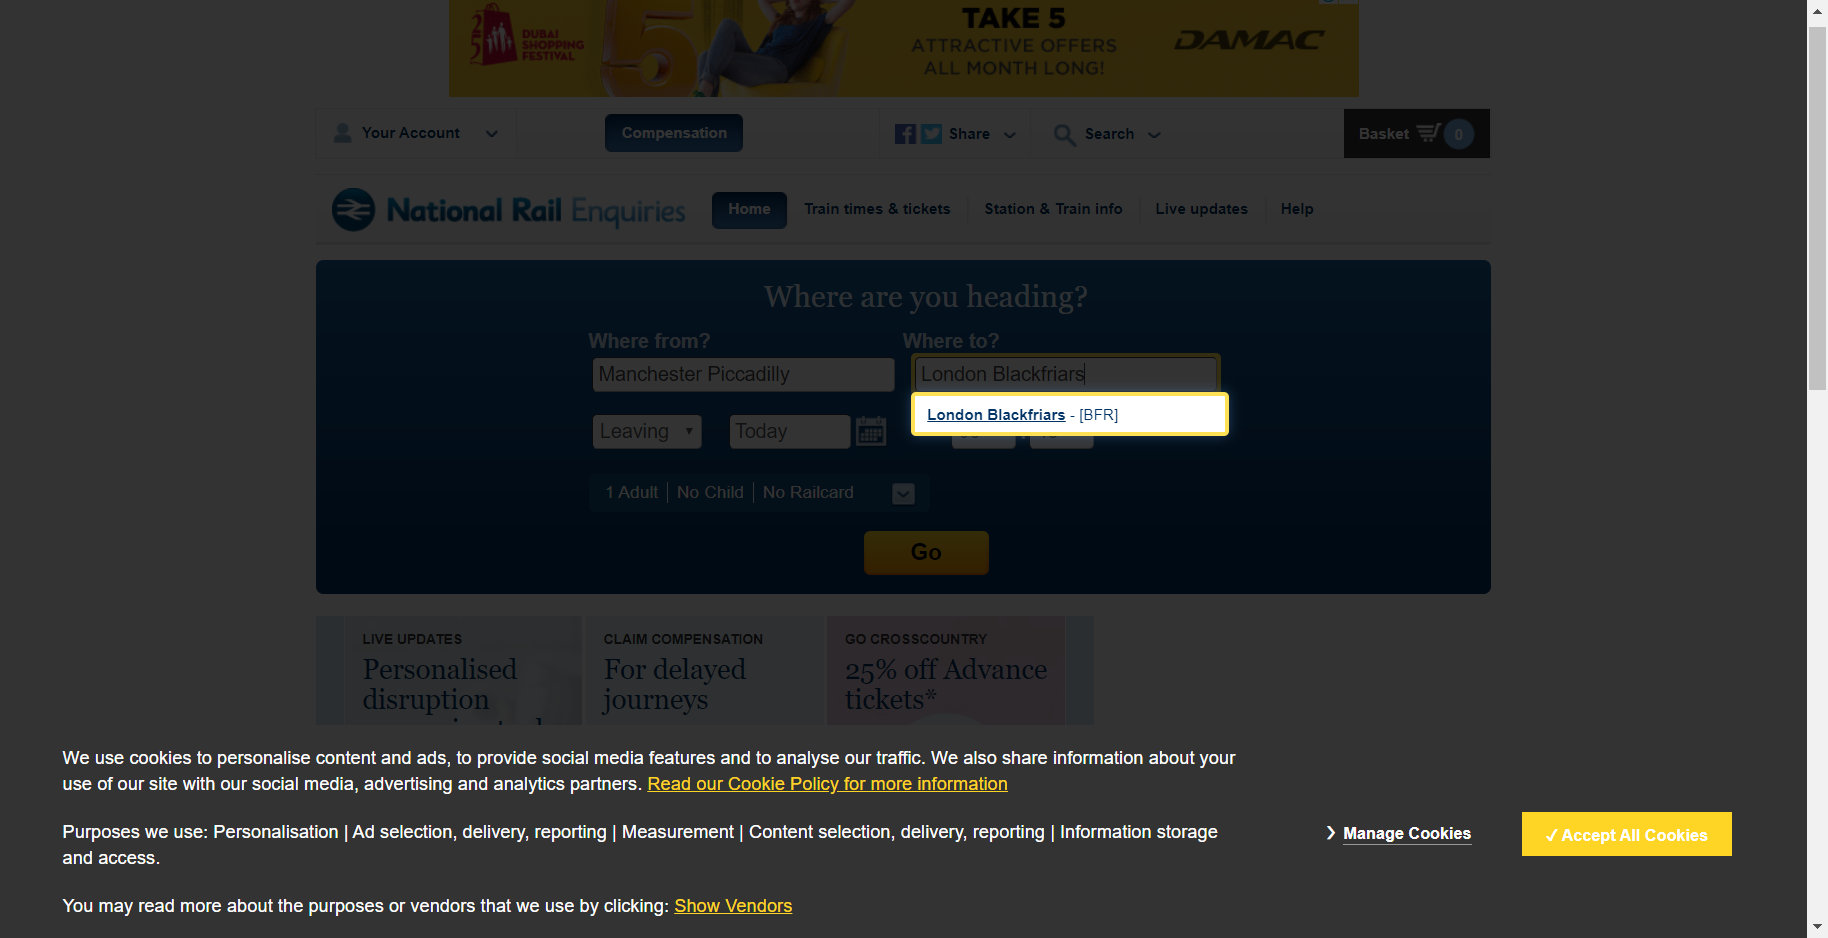 DUBAI
SHOPPING
FESTIVAL
TAKE 5
ATTRACTIVE OFFERS
ALL MONTH LONG!
DAMAC
Your Account
Compensation
Share
Search
Basket 0
National Rail Enquiries
Home
Train times & tickets
Station & Train info
Live updates
Help
Where are you heading?
Where from?
Where to?
Manchester Piccadilly
London Blackfriars
London Blackfriars - [BFR]
Leaving
Today
1 Adult | No Child | No Railcard
Go
LIVE UPDATES
Personalised
disruption
CLAIM COMPENSATION
For delayed
journeys
GO CROSSCOUNTRY
25% off Advance
tickets*
We use cookies to personalise content and ads, to provide social media features and to analyse our traffic. We also share information about your
use of our site with our social media, advertising and analytics partners. Read our Cookie Policy for more information
Purposes we use: Personalisation | Ad selection, delivery, reporting | Measurement | Content selection, delivery, reporting | Information storage
and access.
Manage Cookies
✓ Accept All Cookies
You may read more about the purposes or vendors that we use by clicking: Show Vendors